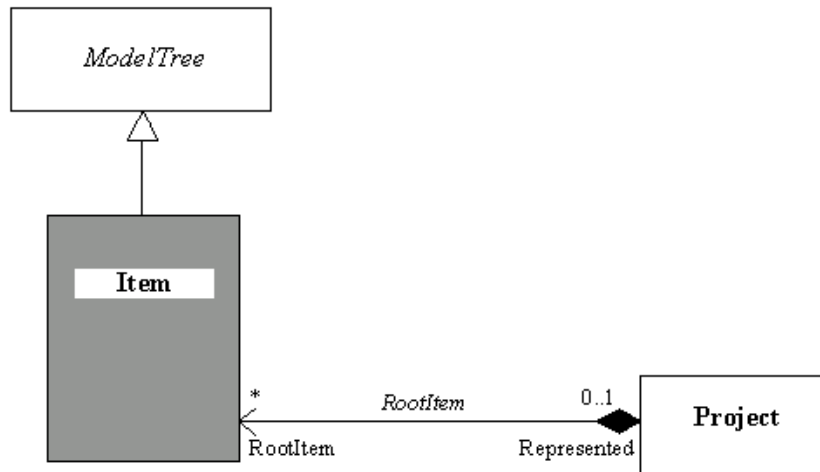 ModelTree
Item
* RootItem 0..1
Project
RootItem Represented